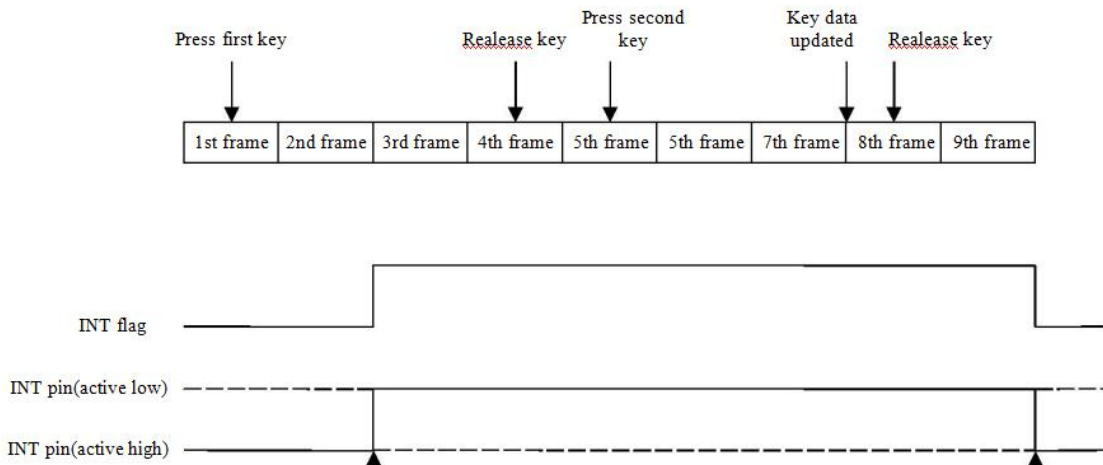 Press first key
Realease key
Press second
key
Key data
updated
Realease key
1st frame
2nd frame
3rd frame
4th frame
5th frame
5th frame
7th frame
8th frame
9th frame
INT flag
INT pin(active low)
INT pin(active high)